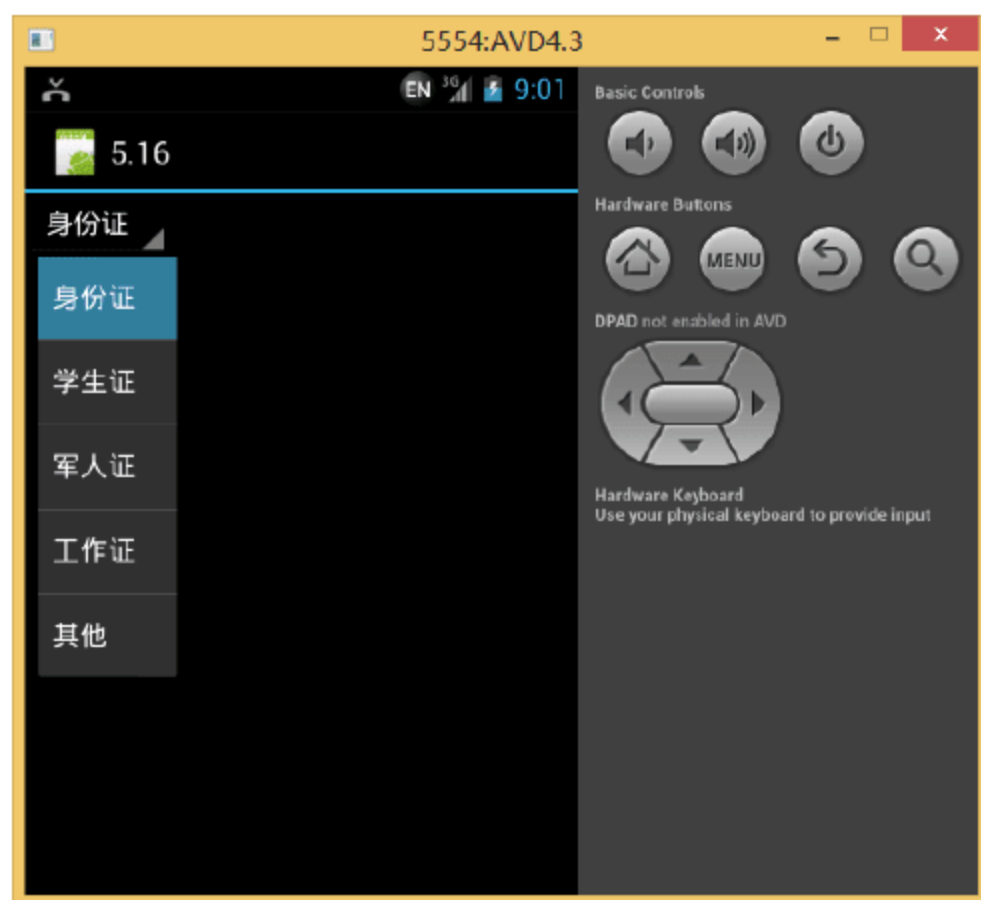 5554:AVD4.3
EN 3G 9:01
5.16
身份证
身份证
学生证
军人证
工作证
其他
Basic Controls
Hardware Buttons
MENU
DPAD not enabled in AVD
Hardware Keyboard
Use your physical keyboard to provide input